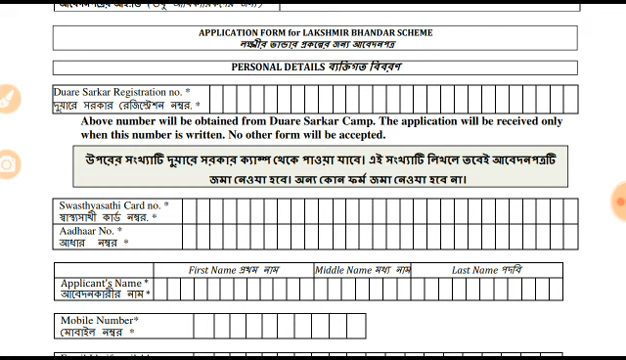 APPLICATION FORM for LAKSHMIR BHANDAR SCHEME
লক্ষ্মীর ভান্ডার প্রকল্পের জন্য আবেদনপত্র
PERSONAL DETAILS ব্যক্তিগত বিবরণ
Duare Sarkar Registration no. *
দুয়ারে সরকার রেজিস্ট্রেশন নম্বর. *
Above number will be obtained from Duare Sarkar Camp. The application will be received only
when this number is written. No other form will be accepted.
উপরের সংখ্যাটি দুয়ারে সরকার ক্যাম্প থেকে পাওয়া যাবে। এই সংখ্যাটি লিখলে তবেই আবেদনপত্রটি
জমা নেওয়া হবে। অন্য কোন ফর্ম জমা নেওয়া হবে না।
Swasthyasathi Card no. *
স্বাস্থ্যসাথী কার্ড নম্বর. *
Aadhaar No. *
আধার নম্বর *
First Name প্রথম নাম Middle Name মধ্য নাম Last Name পদবি
Applicant's Name *
আবেদনকারীর নাম *
Mobile Number*
মোবাইল নম্বর *